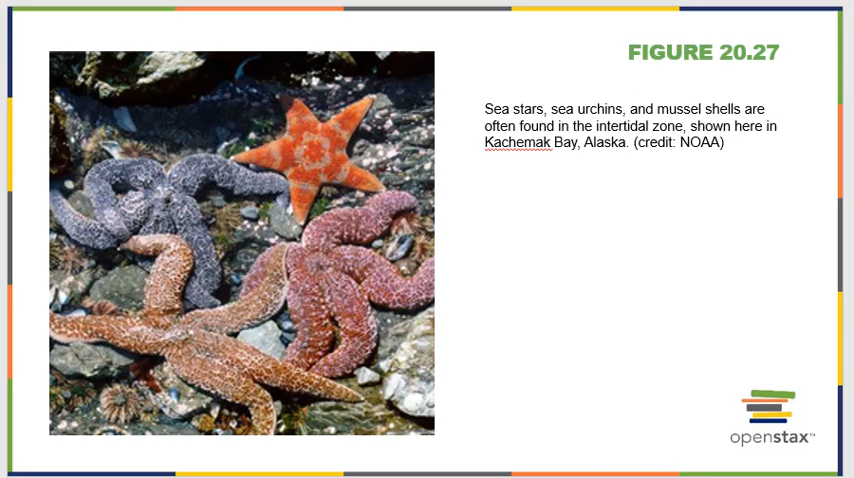 FIGURE 20.27
Sea stars, sea urchins, and mussel shells are
often found in the intertidal zone, shown here in
Kachemak Bay, Alaska. (credit: NOAA)
openstax™